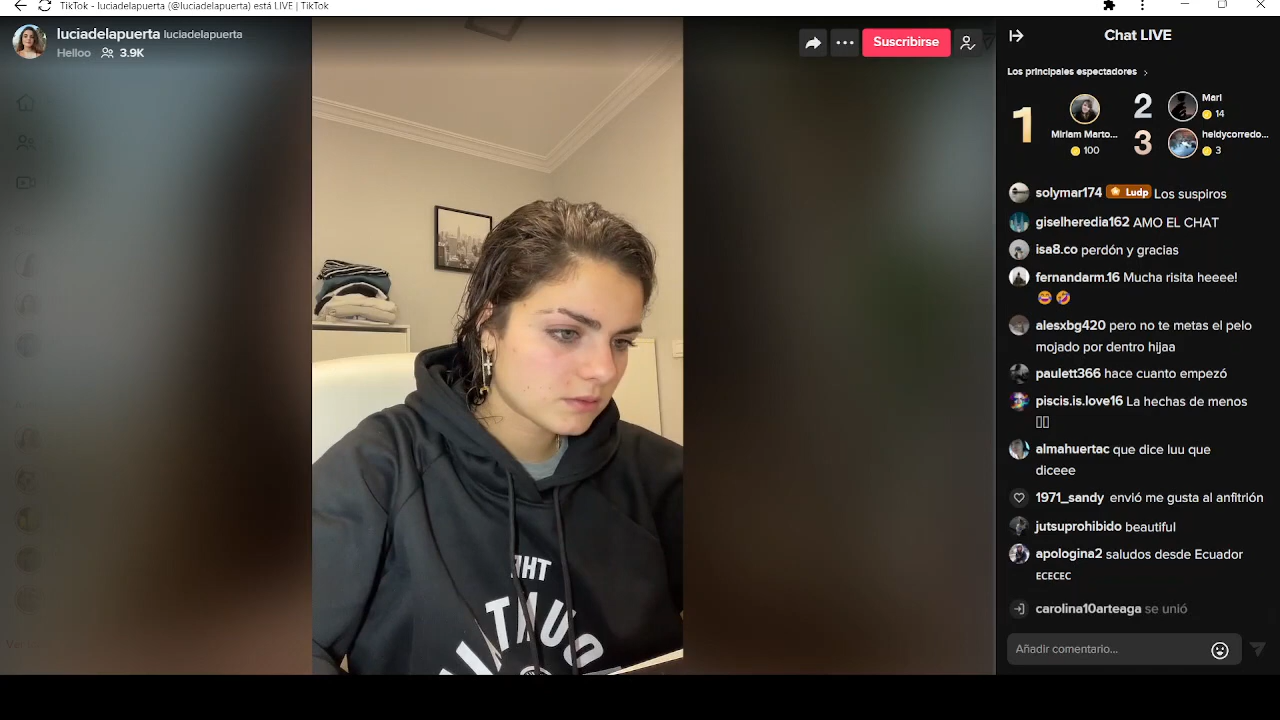 TikTok - luciadelapuerta (@luciadelapuerta) está LIVE | TikTok
luciadelapuerta luciadelapuerta
Helloo 3.9K
Suscribirse
Chat LIVE
Los principales espectadores
1
Miriam Marto...
100
2
Mari
14
3
heidycorredo...
3
solymar174 Ludp Los suspiros
giselheredia162 AMO EL CHAT
isa8.co perdón y gracias
fernandarm.16 Mucha risita heeee!
😂 🤣
alesxbg420 pero no te metas el pelo
mojado por dentro hijaa
paulett366 hace cuanto empezó
piscis.is.love16 La hechas de menos
almahuertac que dice luu que
diceee
1971_sandy envió me gusta al anfitrión
jutsuprohibido beautiful
apologina2 saludos desde Ecuador
ECECEC
carolina10arteaga se unió
Añadir comentario...